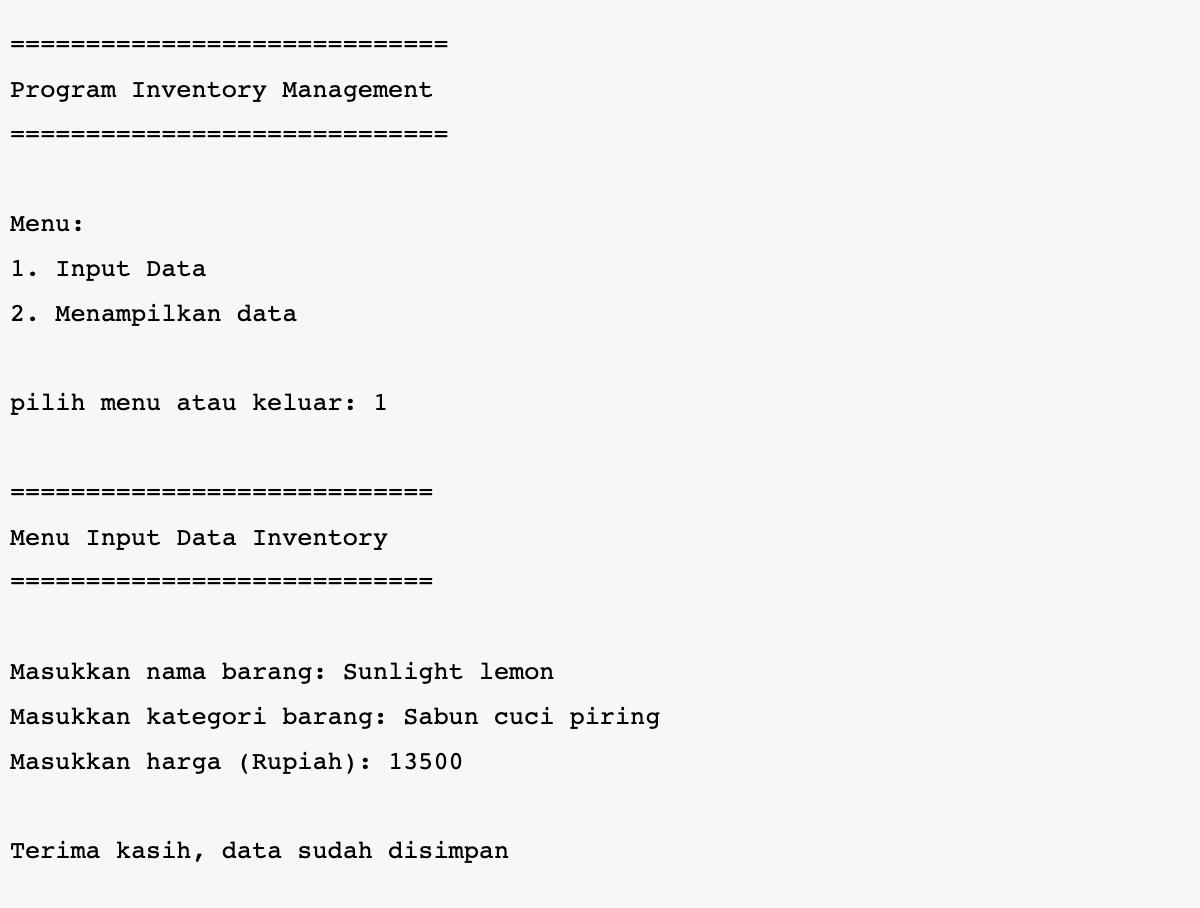 =============================
Program Inventory Management
=============================
Menu:
1. Input Data
2. Menampilkan data
pilih menu atau keluar: 1
============================
Menu Input Data Inventory
============================
Masukkan nama barang: Sunlight lemon
Masukkan kategori barang: Sabun cuci piring
Masukkan harga (Rupiah): 13500
Terima kasih, data sudah disimpan